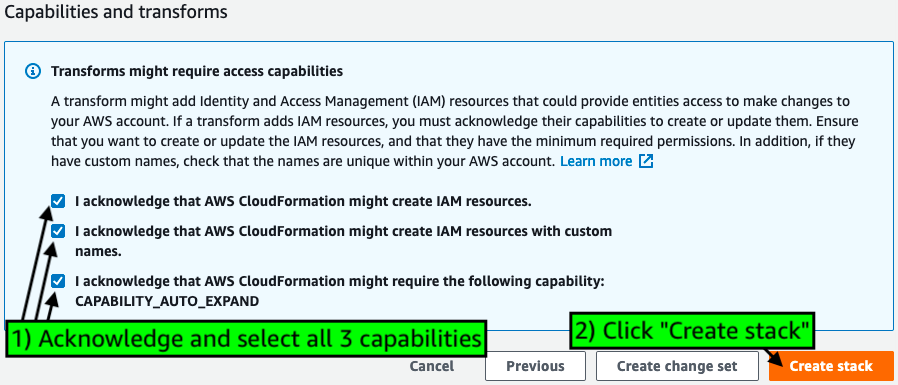 Capabilities and transforms
Transforms might require access capabilities
A transform might add Identity and Access Management (IAM) resources that could provide entities access to make changes to
your AWS account. If a transform adds IAM resources, you must acknowledge their capabilities to create or update them. Ensure
that you want to create or update the IAM resources, and that they have the minimum required permissions. In addition, if they
have custom names, check that the names are unique within your AWS account. Learn more
I acknowledge that AWS CloudFormation might create IAM resources.
I acknowledge that AWS CloudFormation might create IAM resources with custom
names.
I acknowledge that AWS CloudFormation might require the following capability:
CAPABILITY_AUTO_EXPAND
1) Acknowledge and select all 3 capabilities
2) Click "Create stack"
Cancel
Previous
Create change set
Create stack